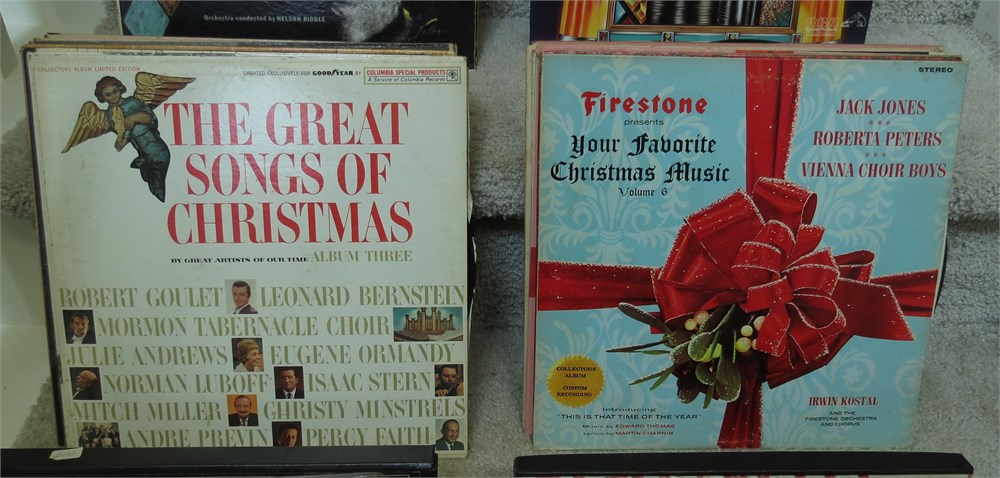 Orchestra conducted by NELSON RIDDLE
RCA
COLLECTORS ALBUM LIMITED EDITION
CREATED EXCLUSIVELY FOR GOODYEAR BY
COLUMBIA SPECIAL PRODUCTS
A Service of Columbia Records
THE GREAT
SONGS OF
CHRISTMAS
BY GREAT ARTISTS OF OUR TIME ALBUM THREE
ROBERT GOULET LEONARD BERNSTEIN
MORMON TABERNACLE CHOIR
JULIE ANDREWS EUGENE ORMANDY
NORMAN LUBOFF ISAAC STERN
MITCH MILLER CHRISTY MINSTRELS
ANDRE PREVIN PERCY FAITH
STEREO
Firestone
presents
Your Favorite
Christmas Music
Volume 6
JACK JONES
ROBERTA PETERS
VIENNA CHOIR BOYS
COLLECTORS
ALBUM
CUSTOM
RECORDING
Introducing
"THIS IS THAT TIME OF THE YEAR"
Music by EDWARD THOMAS
Lyrics by MARTIN CHARNIN
IRWIN KOSTAL
AND THE
FIRESTONE ORCHESTRA
AND CHORUS